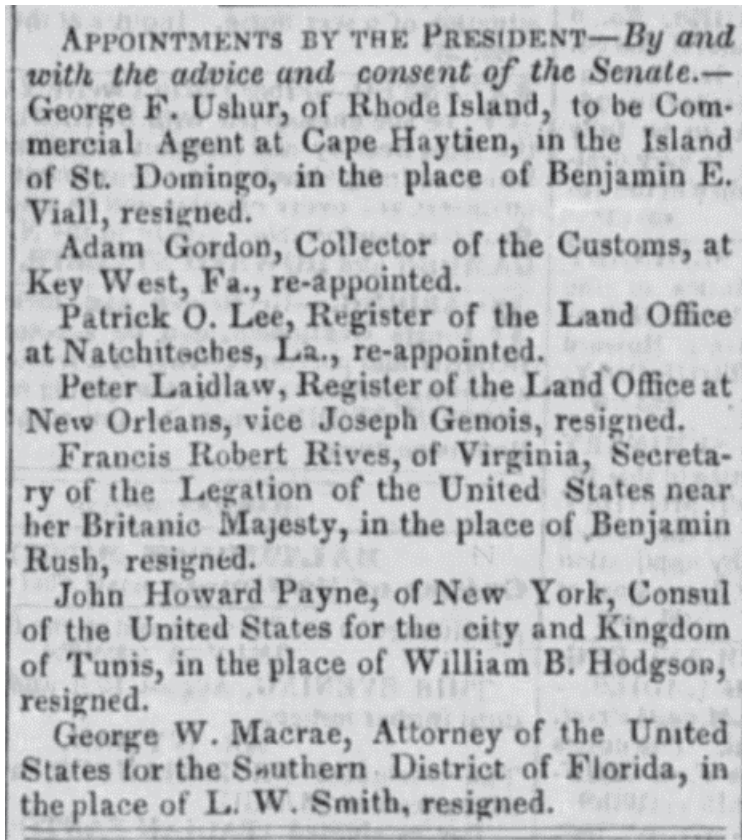 APPOINTMENTS BY THE PRESIDENT—By and
with the advice and consent of the Senate.—
George F. Ushur, of Rhode Island, to be Com-
mercial Agent at Cape Haytien, in the Island
of St. Domingo, in the place of Benjamin E.
Viall, resigned.
Adam Gordon, Collector of the Customs, at
Key West, Fa., re-appointed.
Patrick O. Lee, Register of the Land Office
at Natchitoches, La., re-appointed.
Peter Laidlaw, Register of the Land Office at
New Orleans, vice Joseph Genois, resigned.
Francis Robert Rives, of Virginia, Secreta-
ry of the Legation of the United States near
her Britanic Majesty, in the place of Benjamin
Rush, resigned.
John Howard Payne, of New York, Consul
of the United States for the city and Kingdom
of Tunis, in the place of William B. Hodgson,
resigned.
George W. Macrae, Attorney of the United
States for the Southern District of Florida, in
the place of L. W. Smith, resigned.